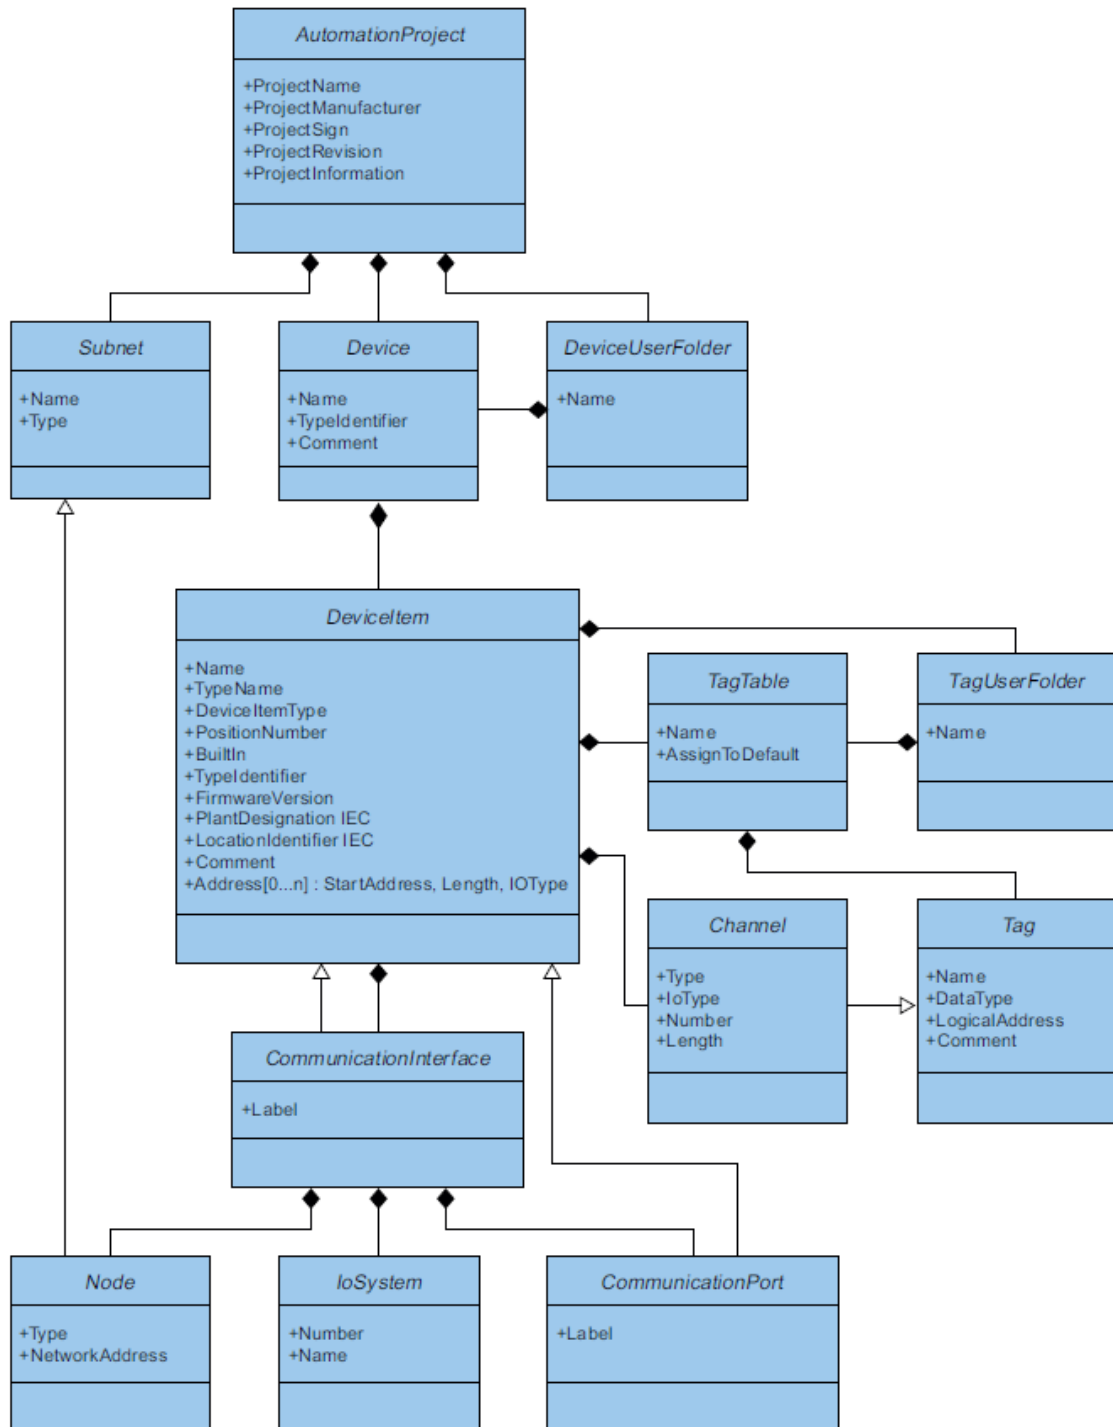 AutomationProject
+ProjectName
+ProjectManufacturer
+ProjectSign
+ProjectRevision
+ProjectInformation
Subnet
+Name
+Type
Device
+Name
+TypeIdentifier
+Comment
DeviceUserFolder
+Name
DeviceItem
+Name
+TypeName
+DeviceItemType
+PositionNumber
+BuiltIn
+TypeIdentifier
+FirmwareVersion
+PlantDesignation IEC
+LocationIdentifier IEC
+Comment
+Address[0...n] : StartAddress, Length, IOType
TagTable
+Name
+AssignToDefault
TagUserFolder
+Name
Channel
+Type
+IoType
+Number
+Length
Tag
+Name
+DataType
+LogicalAddress
+Comment
CommunicationInterface
+Label
Node
+Type
+NetworkAddress
IoSystem
+Number
+Name
CommunicationPort
+Label